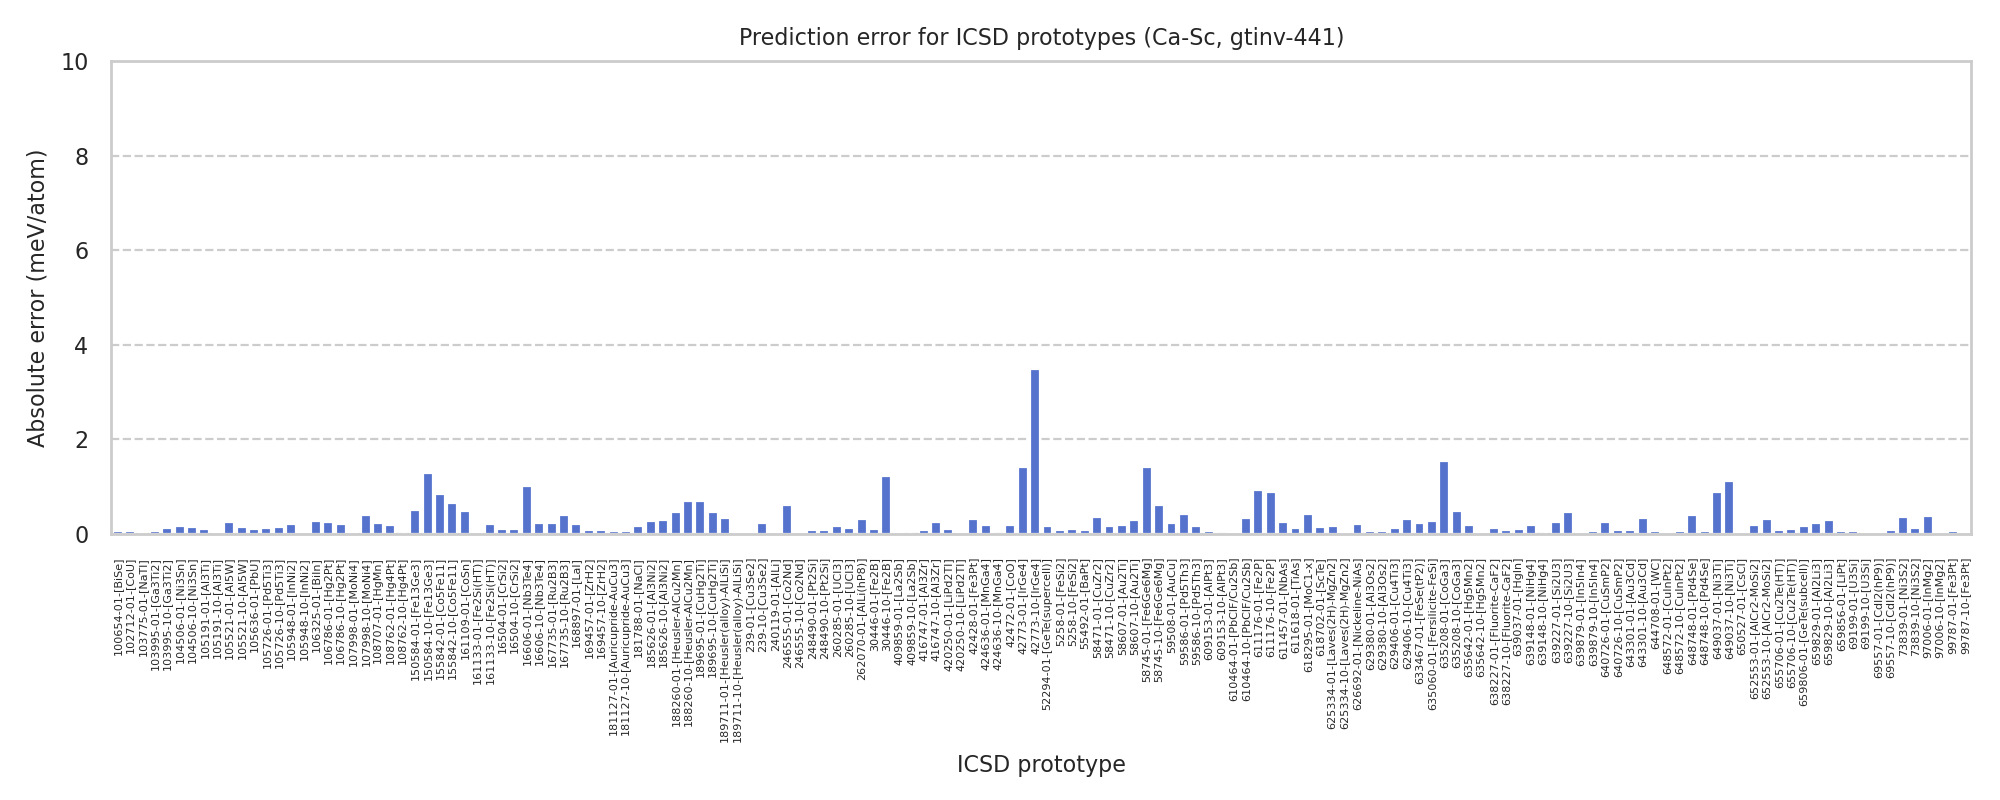 Prediction error for ICSD prototypes (Ca-Sc, gtinv-441)
Absolute error (meV/atom)
10
8
6
4
2
0
100654-01-[BiSe]
102712-01-[CoU]
103775-01-[NaTl]
103995-01-[Ga3Ti2]
103995-10-[Ga3Ti2]
104506-01-[Ni3Sn]
104506-10-[Ni3Sn]
105191-01-[Al3Ti]
105191-10-[Al3Ti]
105521-01-[Al5W]
105521-10-[Al5W]
105636-01-[PbU]
105726-01-[Pd5Ti3]
105726-10-[Pd5Ti3]
105948-01-[InNi2]
105948-10-[InNi2]
106325-01-[BiIn]
106786-01-[Hg2Pt]
106786-10-[Hg2Pt]
107998-01-[MoNi4]
107998-10-[MoNi4]
108707-01-[HgMn]
108762-01-[Hg4Pt]
108762-10-[Hg4Pt]
150584-01-[Fe13Ge3]
150584-10-[Fe13Ge3]
155842-01-[Co5Fe11]
155842-10-[Co5Fe11]
161109-01-[CoSn]
161133-01-[Fe2Si(HT)]
161133-10-[Fe2Si(HT)]
16504-01-[CrSi2]
16504-10-[CrSi2]
16606-01-[Nb3Te4]
16606-10-[Nb3Te4]
167735-01-[Ru2B3]
167735-10-[Ru2B3]
168897-01-[LaI]
169457-01-[ZrH2]
169457-10-[ZrH2]
181127-01-[Auricupride-AuCu3]
181127-10-[Auricupride-AuCu3]
181788-01-[NaCl]
185626-01-[Al3Ni2]
185626-10-[Al3Ni2]
188260-01-[Heusler-AlCu2Mn]
188260-10-[Heusler-AlCu2Mn]
189695-01-[CuHg2Ti]
189695-10-[CuHg2Ti]
189711-01-[Heusler(alloy)-AlLiSi]
189711-10-[Heusler(alloy)-AlLiSi]
239-01-[Cu3Se2]
239-10-[Cu3Se2]
240119-01-[AlLi]
246555-01-[Co2Nd]
246555-10-[Co2Nd]
248490-01-[Pt2Si]
248490-10-[Pt2Si]
260285-01-[UCl3]
260285-10-[UCl3]
262070-01-[AlLi(hP8)]
30446-01-[Fe2B]
30446-10-[Fe2B]
409859-01-[La2Sb]
409859-10-[La2Sb]
416747-01-[Al3Zr]
416747-10-[Al3Zr]
420250-01-[LiPd2Tl]
420250-10-[LiPd2Tl]
42428-01-[Fe3Pt]
424636-01-[MnGa4]
424636-10-[MnGa4]
42472-01-[CoO]
42773-01-[IrGe4]
42773-10-[IrGe4]
52294-01-[GeTe(supercell)]
5258-01-[FeSi2]
5258-10-[FeSi2]
55492-01-[BaPt]
58471-01-[CuZr2]
58471-10-[CuZr2]
58607-01-[Au2Ti]
58607-10-[Au2Ti]
58745-01-[Fe6Ge6Mg]
58745-10-[Fe6Ge6Mg]
59508-01-[AuCu]
59586-01-[Pd5Th3]
59586-10-[Pd5Th3]
609153-01-[AlPt3]
609153-10-[AlPt3]
610464-01-[PbClF/Cu2Sb]
610464-10-[PbClF/Cu2Sb]
611176-01-[Fe2P]
611176-10-[Fe2P]
611457-01-[NbAs]
611618-01-[TiAs]
618295-01-[MoC1-x]
618702-01-[ScTe]
625334-01-[Laves(2H)-MgZn2]
625334-10-[Laves(2H)-MgZn2]
626692-01-[Nickeline-NiAs]
629380-01-[Al3Os2]
629380-10-[Al3Os2]
629406-01-[Cu4Ti3]
629406-10-[Cu4Ti3]
633467-01-[FeSe(tP2)]
635060-01-[Fersilicite-FeSi]
635208-01-[CoGa3]
635208-10-[CoGa3]
635642-01-[Hg5Mn2]
635642-10-[Hg5Mn2]
638227-01-[Fluorite-CaF2]
638227-10-[Fluorite-CaF2]
639037-01-[HgIn]
639148-01-[NiHg4]
639148-10-[NiHg4]
639227-01-[Si2U3]
639227-10-[Si2U3]
639879-01-[In5In4]
639879-10-[In5In4]
640726-01-[CuSmP2]
640726-10-[CuSmP2]
643301-01-[Au3Cd]
643301-10-[Au3Cd]
644708-01-[WC]
648572-01-[CuInPt2]
648572-10-[CuInPt2]
648748-01-[Pd4Se]
648748-10-[Pd4Se]
649037-01-[Ni3Ti]
649037-10-[Ni3Ti]
650527-01-[CsCl]
652553-01-[AlCr2-MoSi2]
652553-10-[AlCr2-MoSi2]
655706-01-[Cu2Te(HT)]
655706-10-[Cu2Te(HT)]
659806-01-[GeTe(subcell)]
659829-01-[Al2Li3]
659829-10-[Al2Li3]
659856-01-[LiPt]
69199-01-[U3Si]
69199-10-[U3Si]
69557-01-[CdI2(hP9)]
69557-10-[CdI2(hP9)]
73839-01-[Ni3S2]
73839-10-[Ni3S2]
97006-01-[InMg2]
97006-10-[InMg2]
99787-01-[Fe3Pt]
99787-10-[Fe3Pt]
ICSD prototype